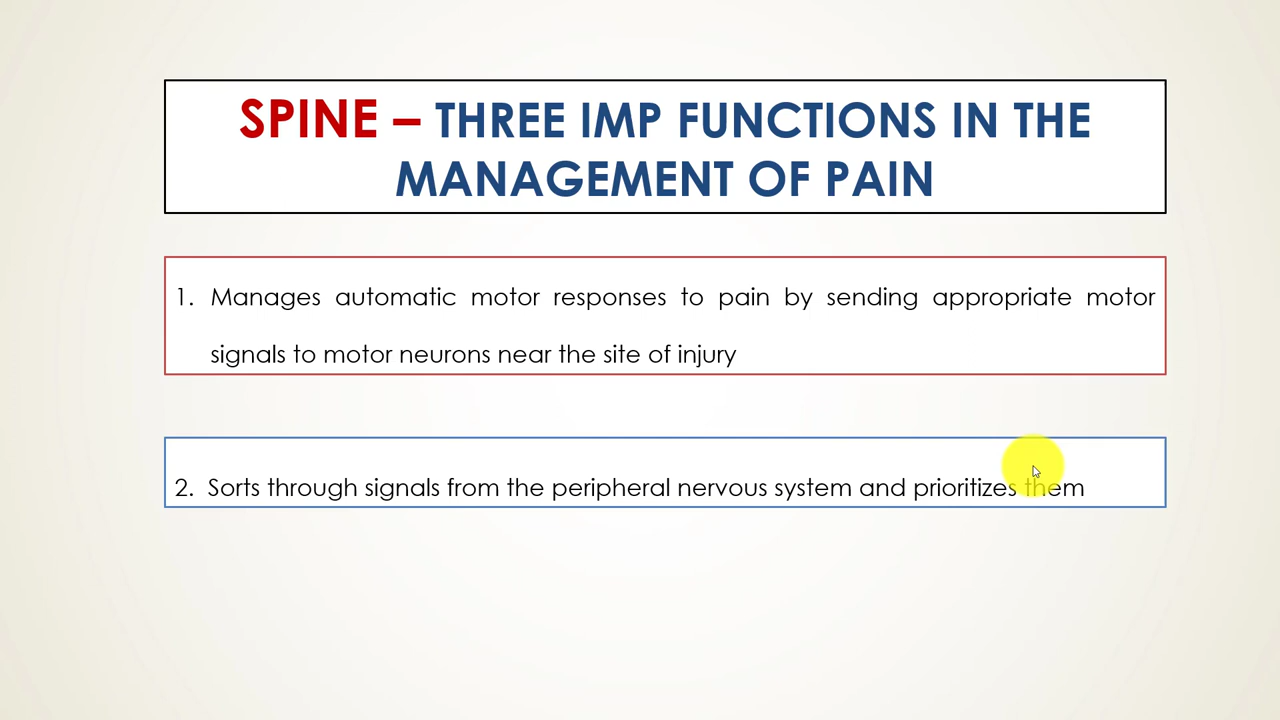 SPINE – THREE IMP FUNCTIONS IN THE
MANAGEMENT OF PAIN
1. Manages automatic motor responses to pain by sending appropriate motor
signals to motor neurons near the site of injury
2. Sorts through signals from the peripheral nervous system and prioritizes them